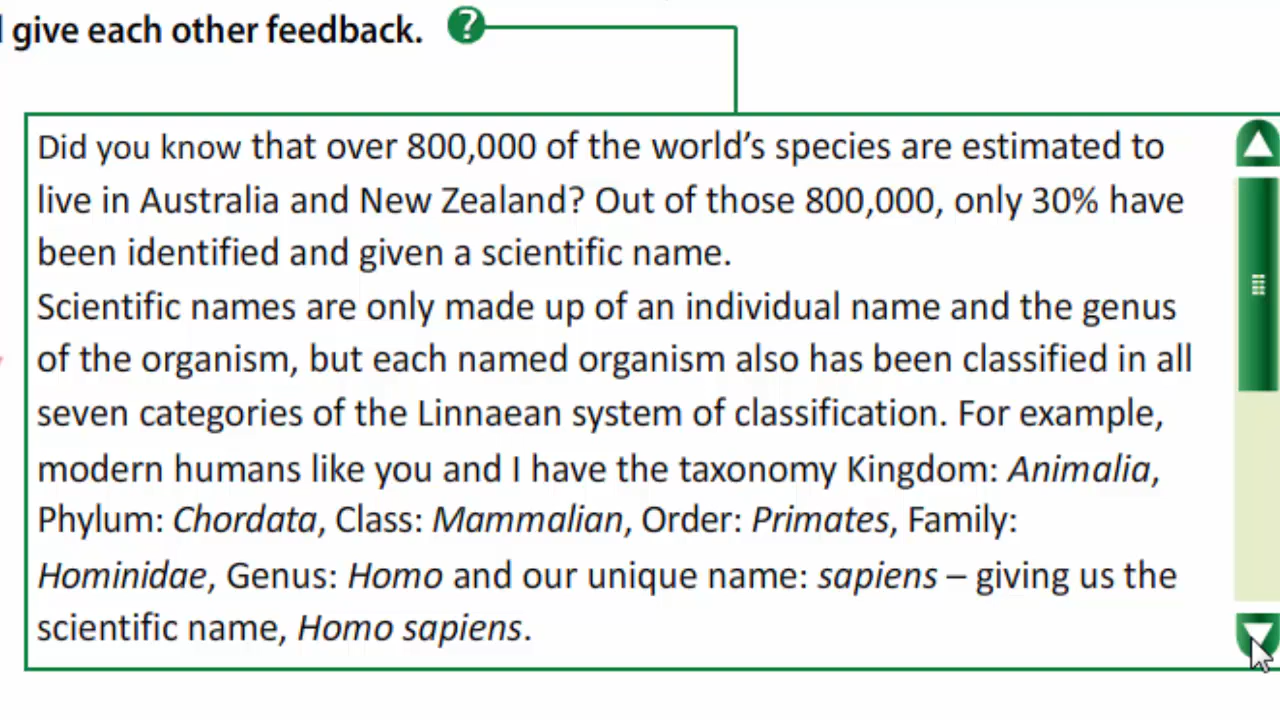 give each other feedback. ?
Did you know that over 800,000 of the world's species are estimated to
live in Australia and New Zealand? Out of those 800,000, only 30% have
been identified and given a scientific name.
Scientific names are only made up of an individual name and the genus
of the organism, but each named organism also has been classified in all
seven categories of the Linnaean system of classification. For example,
modern humans like you and I have the taxonomy Kingdom: Animalia,
Phylum: Chordata, Class: Mammalian, Order: Primates, Family:
Hominidae, Genus: Homo and our unique name: sapiens – giving us the
scientific name, Homo sapiens.